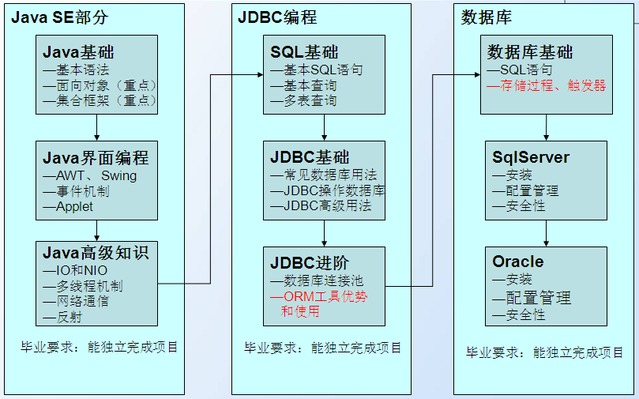 Java SE部分
Java基础
—基本语法
—面向对象（重点）
—集合框架（重点）
Java界面编程
—AWT、Swing
—事件机制
—Applet
Java高级知识
—IO和NIO
—多线程机制
—网络通信
—反射
毕业要求：能独立完成项目
JDBC编程
SQL基础
—基本SQL语句
—基本查询
—多表查询
JDBC基础
—常见数据库用法
—JDBC操作数据库
—JDBC高级用法
JDBC进阶
—数据库连接池
—ORM工具优势
和使用
毕业要求：能独立完成项目
数据库
数据库基础
—SQL语句
—存储过程、触发器
SqlServer
—安装
—配置管理
—安全性
Oracle
—安装
—配置管理
—安全性
毕业要求：能独立完成项目